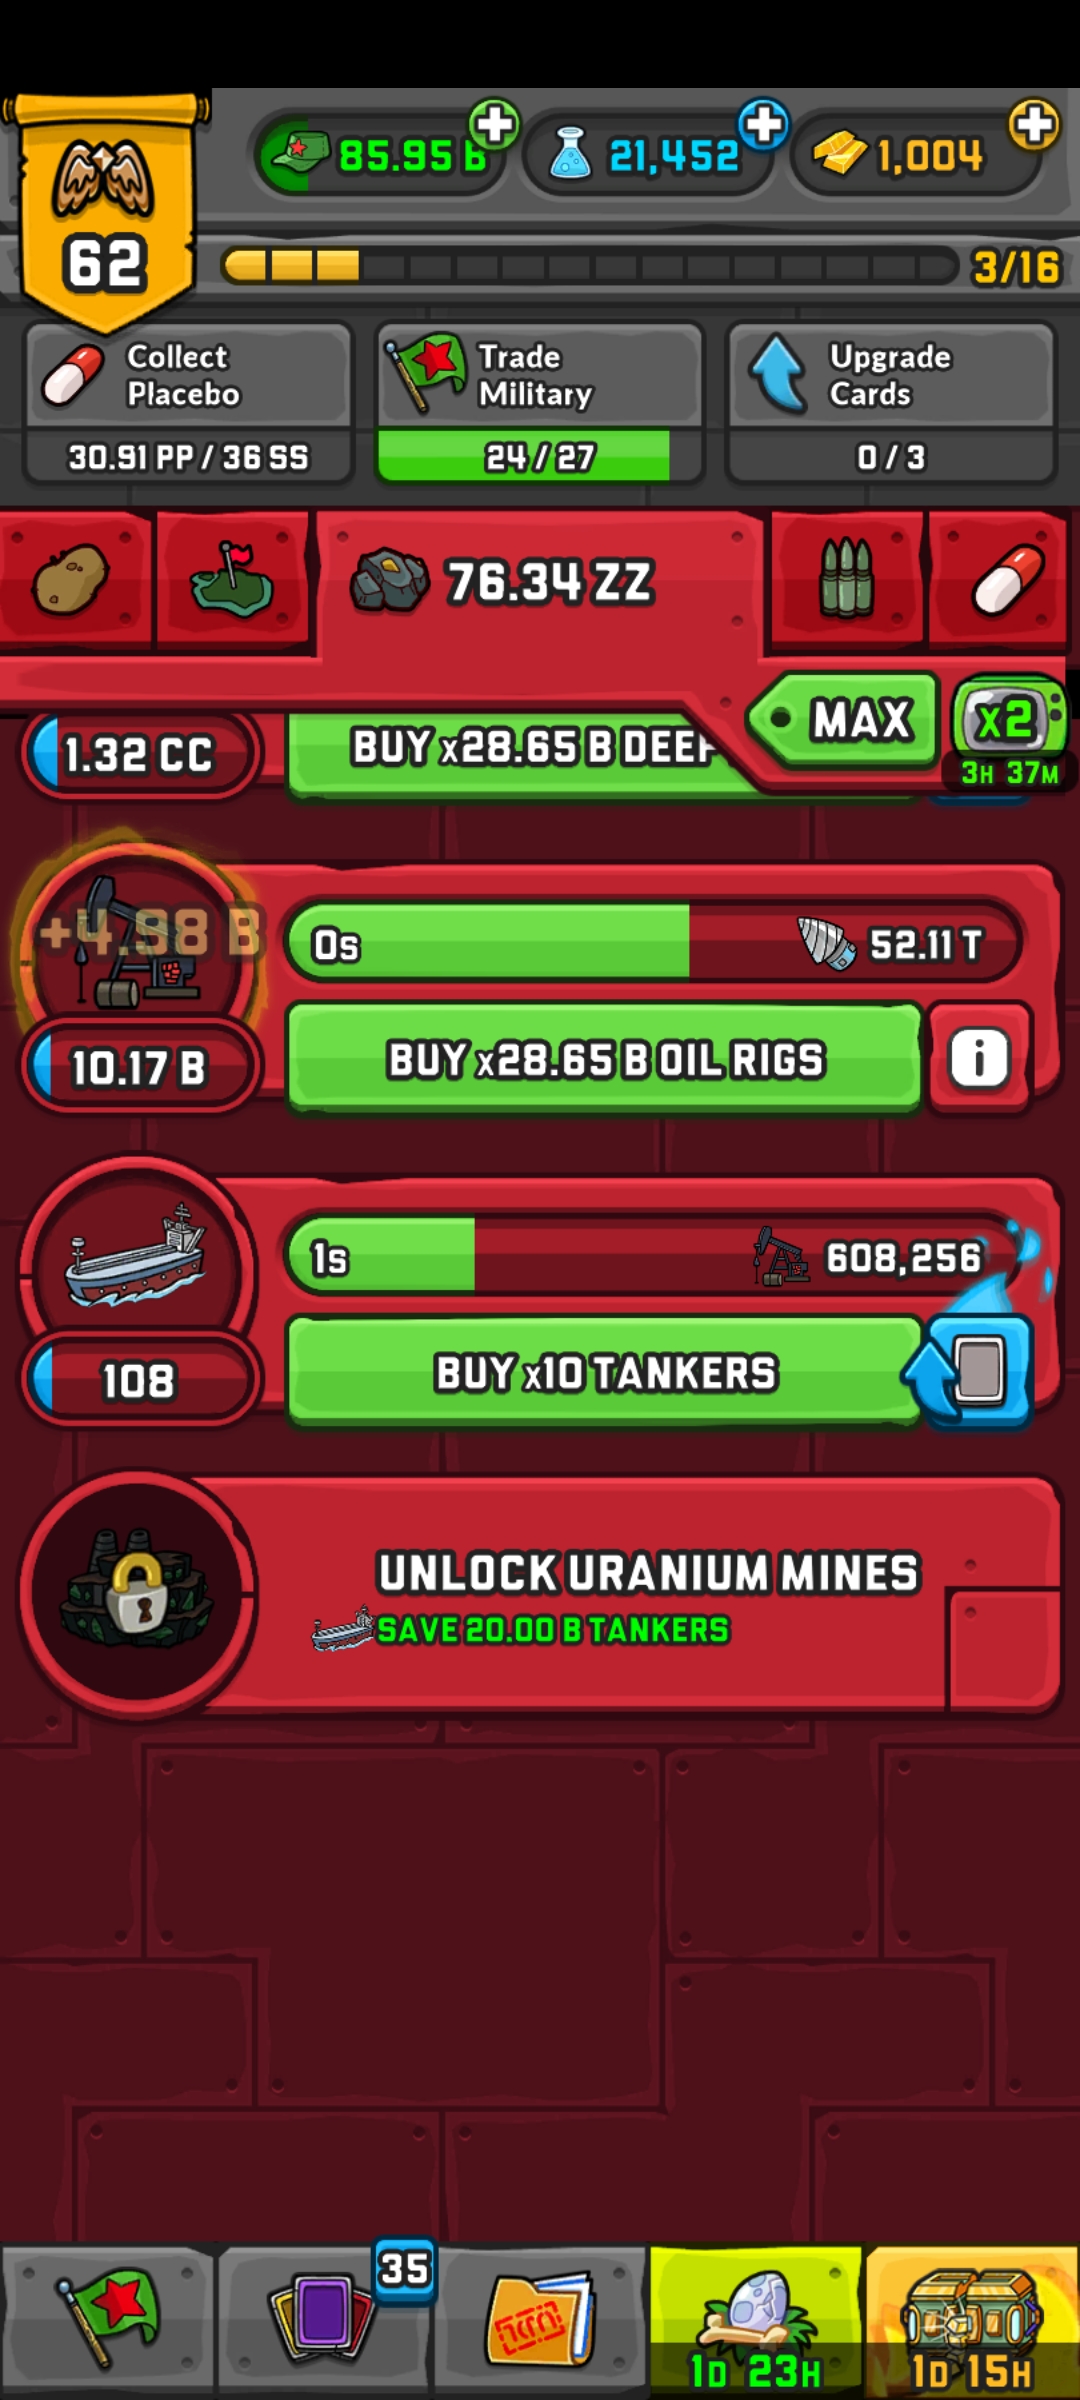 85.95 B
21,452
1,004
62
3/16
Collect
Placebo
30.91 PP / 36 SS
Trade
Military
24 / 27
Upgrade
Cards
0 / 3
76.34 ZZ
MAX
x2
3H 37M
1.32 CC
BUY x28.65 B DEEP
+4.98 B
0s
52.11 T
10.17 B
BUY x28.65 B OIL RIGS
i
1s
608,256
108
BUY x10 TANKERS
UNLOCK URANIUM MINES
SAVE 20.00 B TANKERS
35
1D 23H
1D 15H